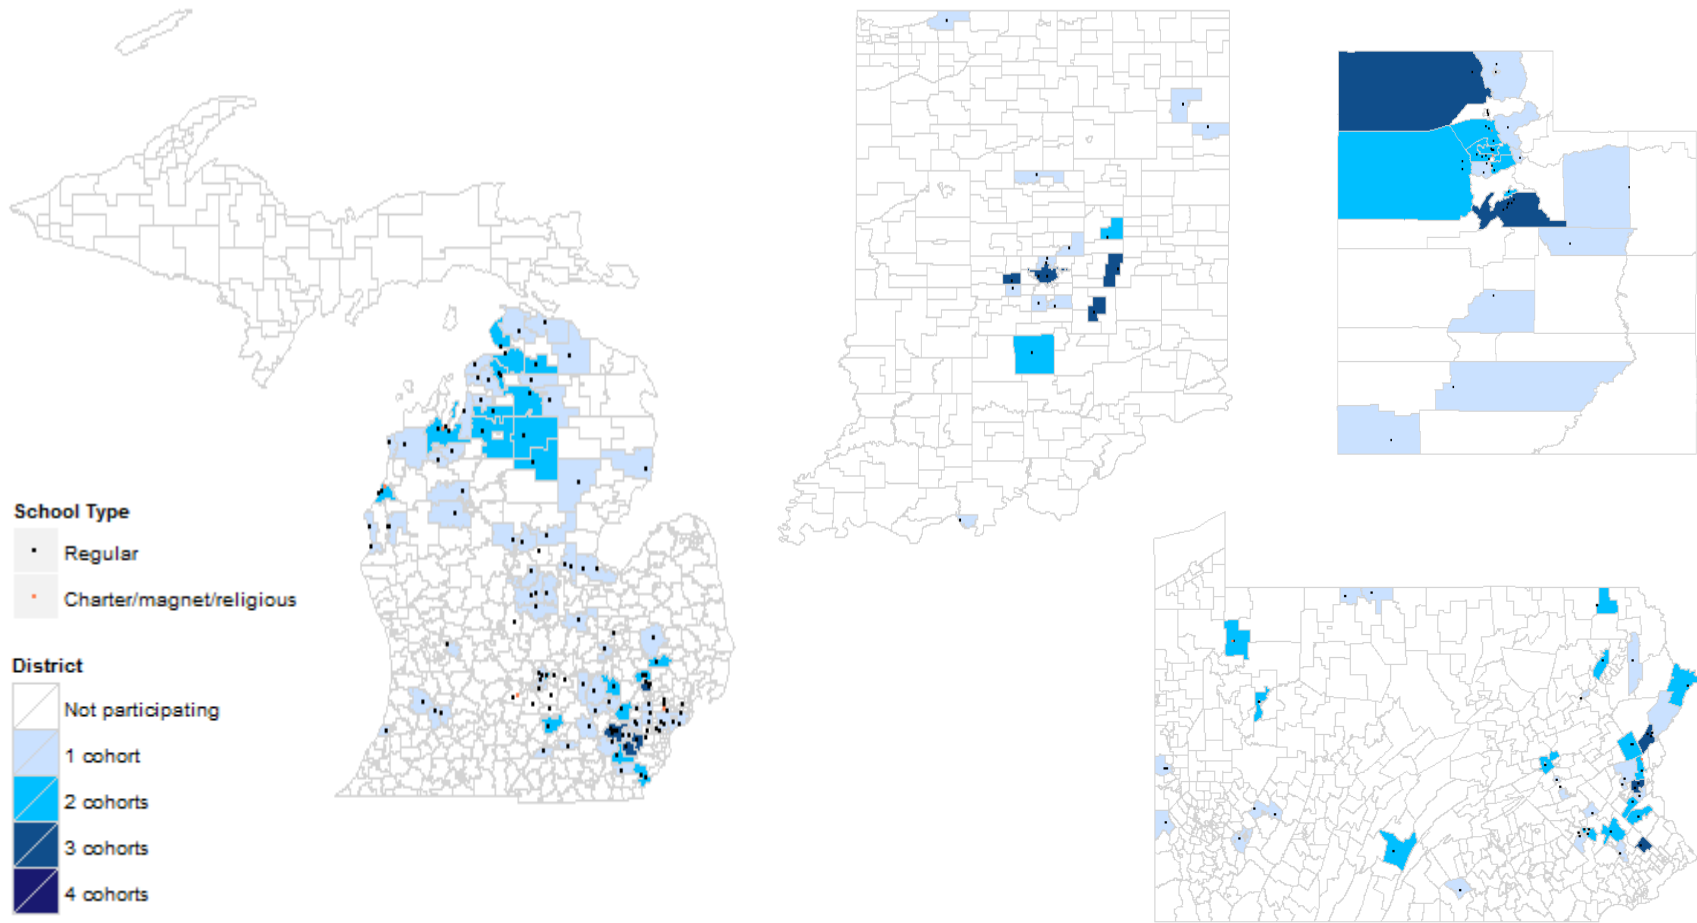 School Type
Regular
Charter/magnet/religious
District
Not participating
1 cohort
2 cohorts
3 cohorts
4 cohorts